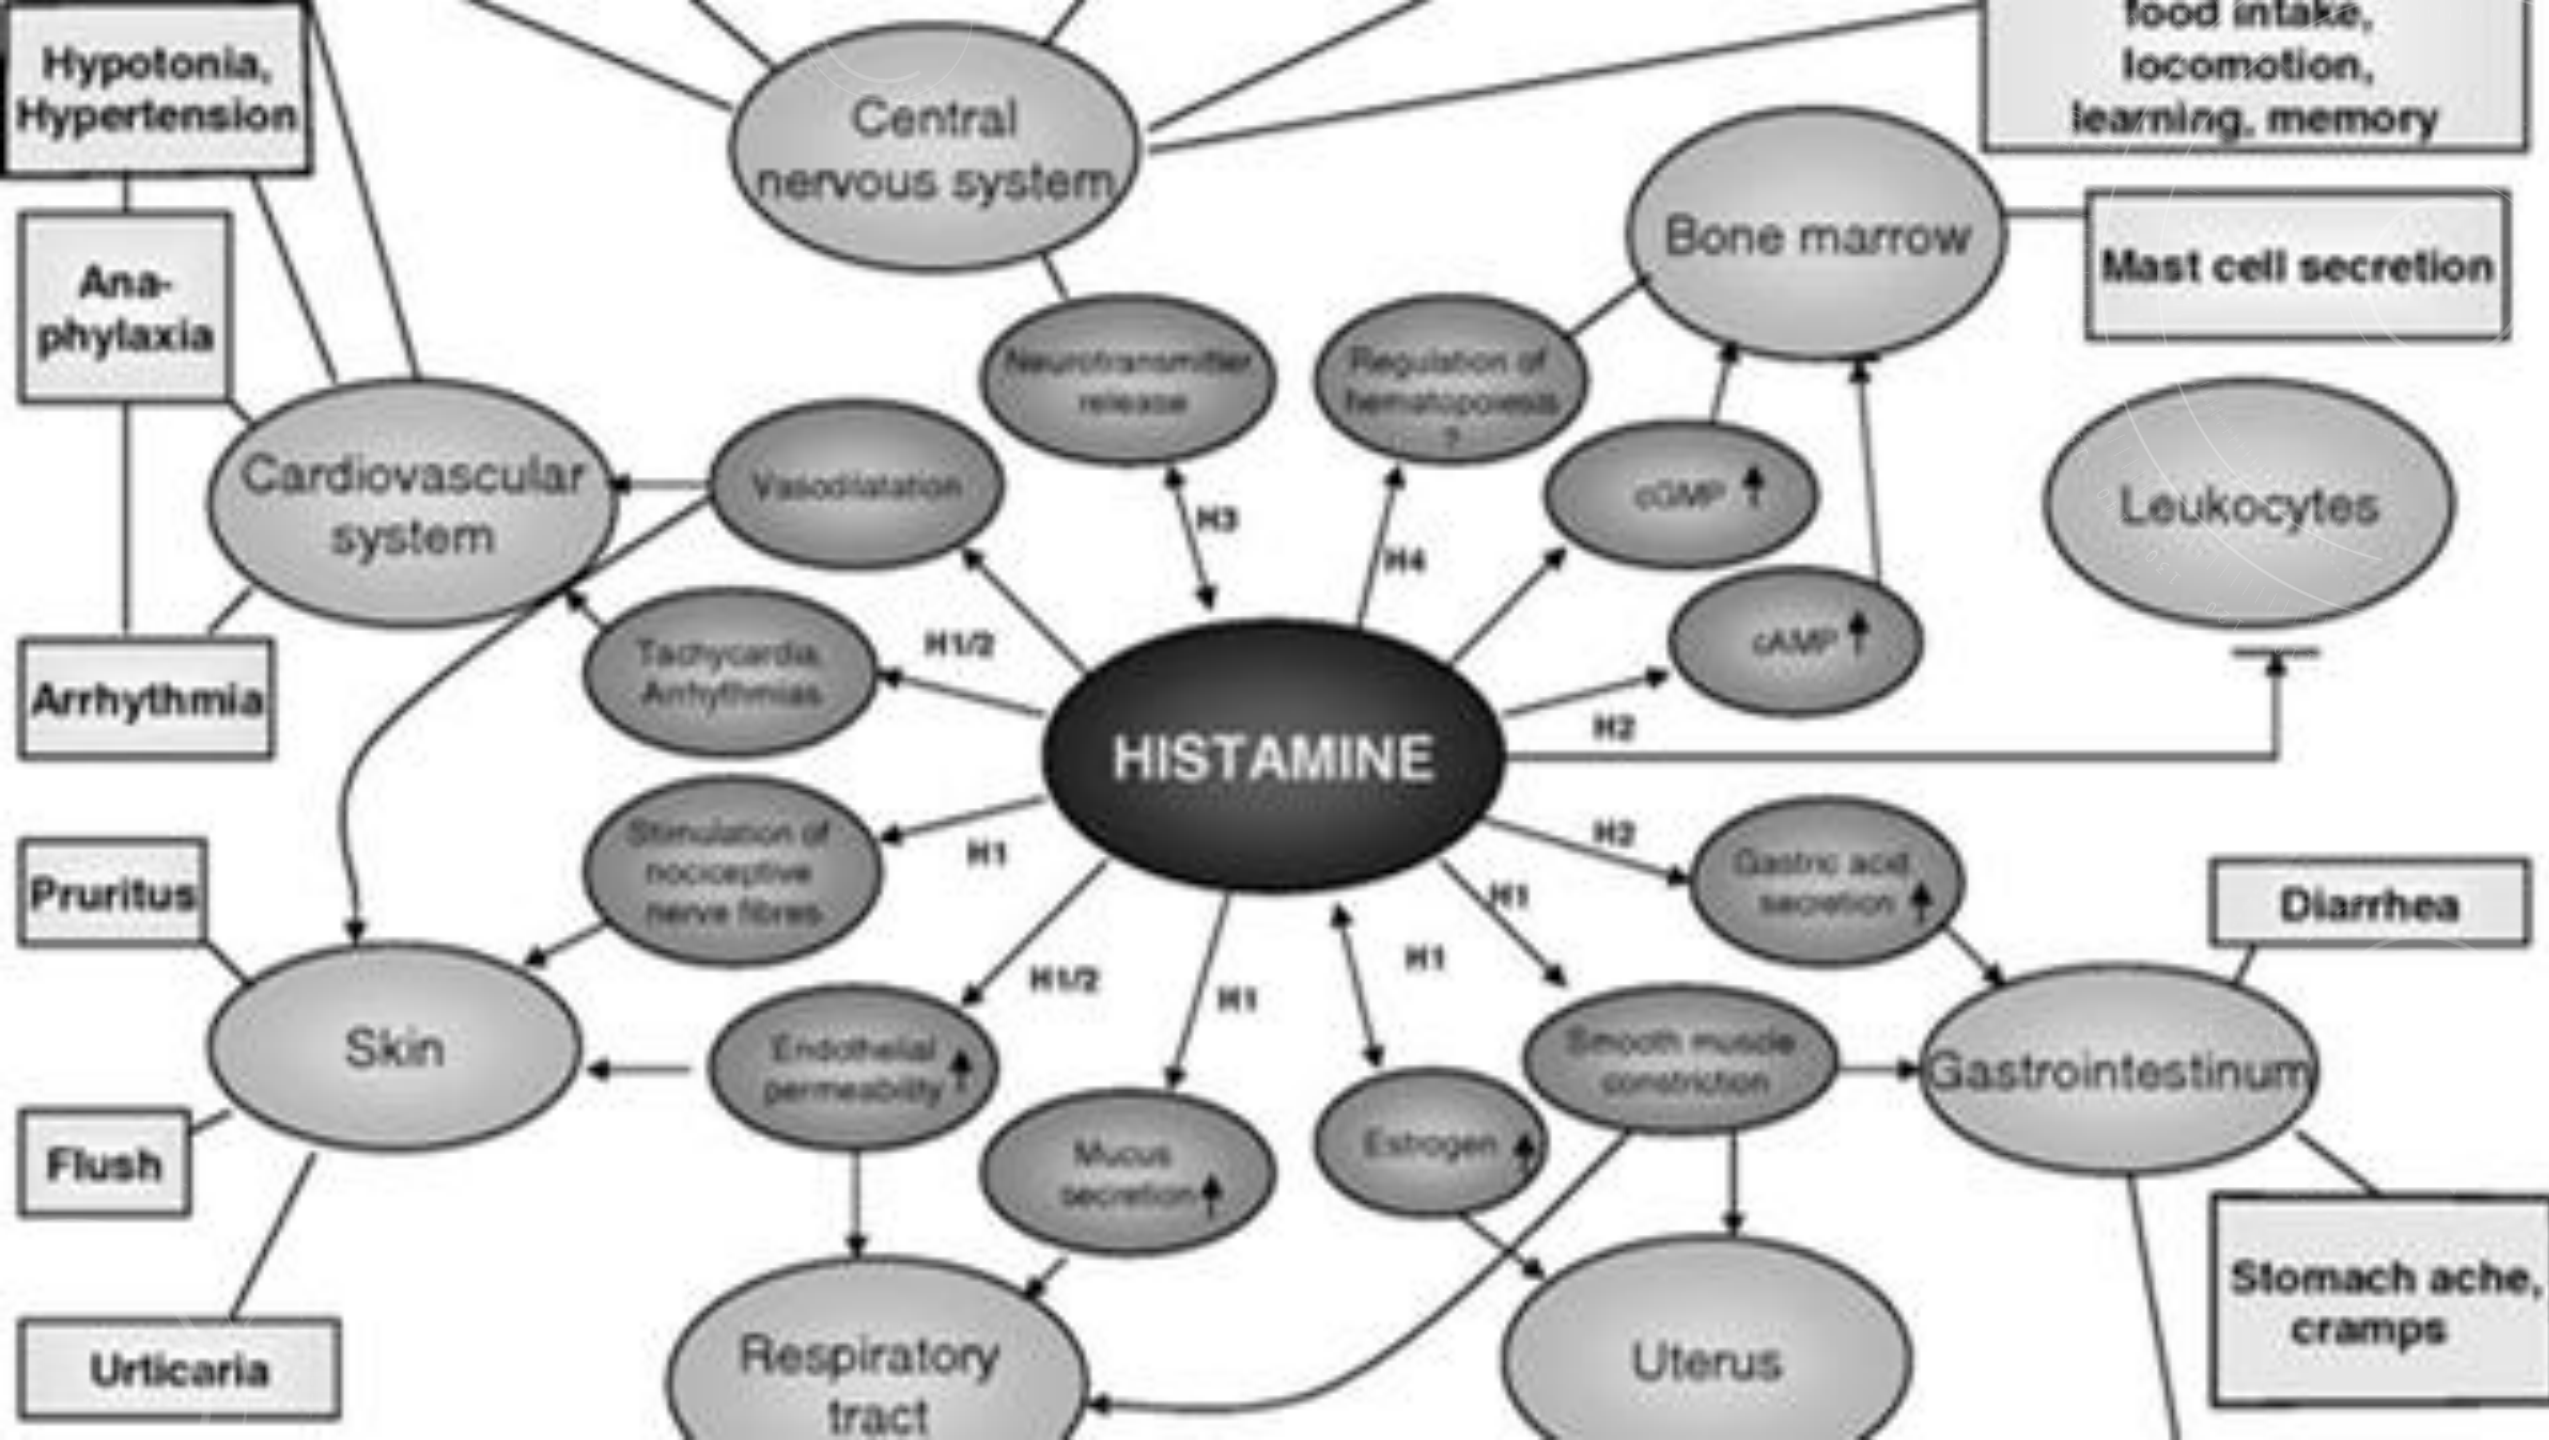 food intake,
locomotion,
learning, memory
Hypotonia,
Hypertension
Central
nervous system
Bone marrow
Mast cell secretion
Ana-
phylaxia
Neurotransmitter
release
Regulation of
hematopoiesis
?
Cardiovascular
system
Vasodilatation
cGMP
Leukocytes
H3
H4
Tachycardia,
Arrhythmias
H1/2
cAMP
Arrhythmia
H2
HISTAMINE
Stimulation of
nociceptive
nerve fibres
H1
H2
Gastric acid
secretion
Pruritus
H1
Diarrhea
H1/2
H1
H1
Skin
Endothelial
permeability
Smooth muscle
constriction
Gastrointestinum
Mucus
secretion
Estrogen
Flush
Stomach ache,
cramps
Respiratory
tract
Uterus
Urticaria